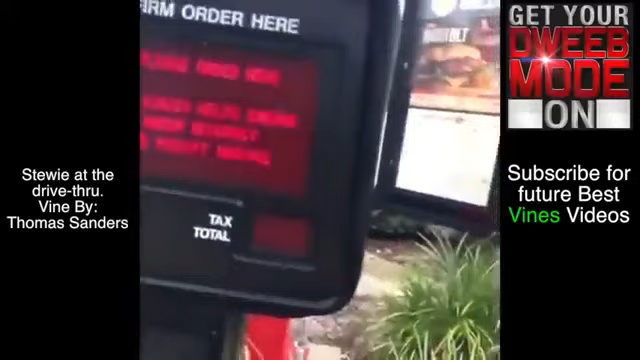 FIRM ORDER HERE
TAX
TOTAL
Stewie at the
drive-thru.
Vine By:
Thomas Sanders
GET YOUR
DWEEB
MODE
ON
Subscribe for
future Best
Vines Videos